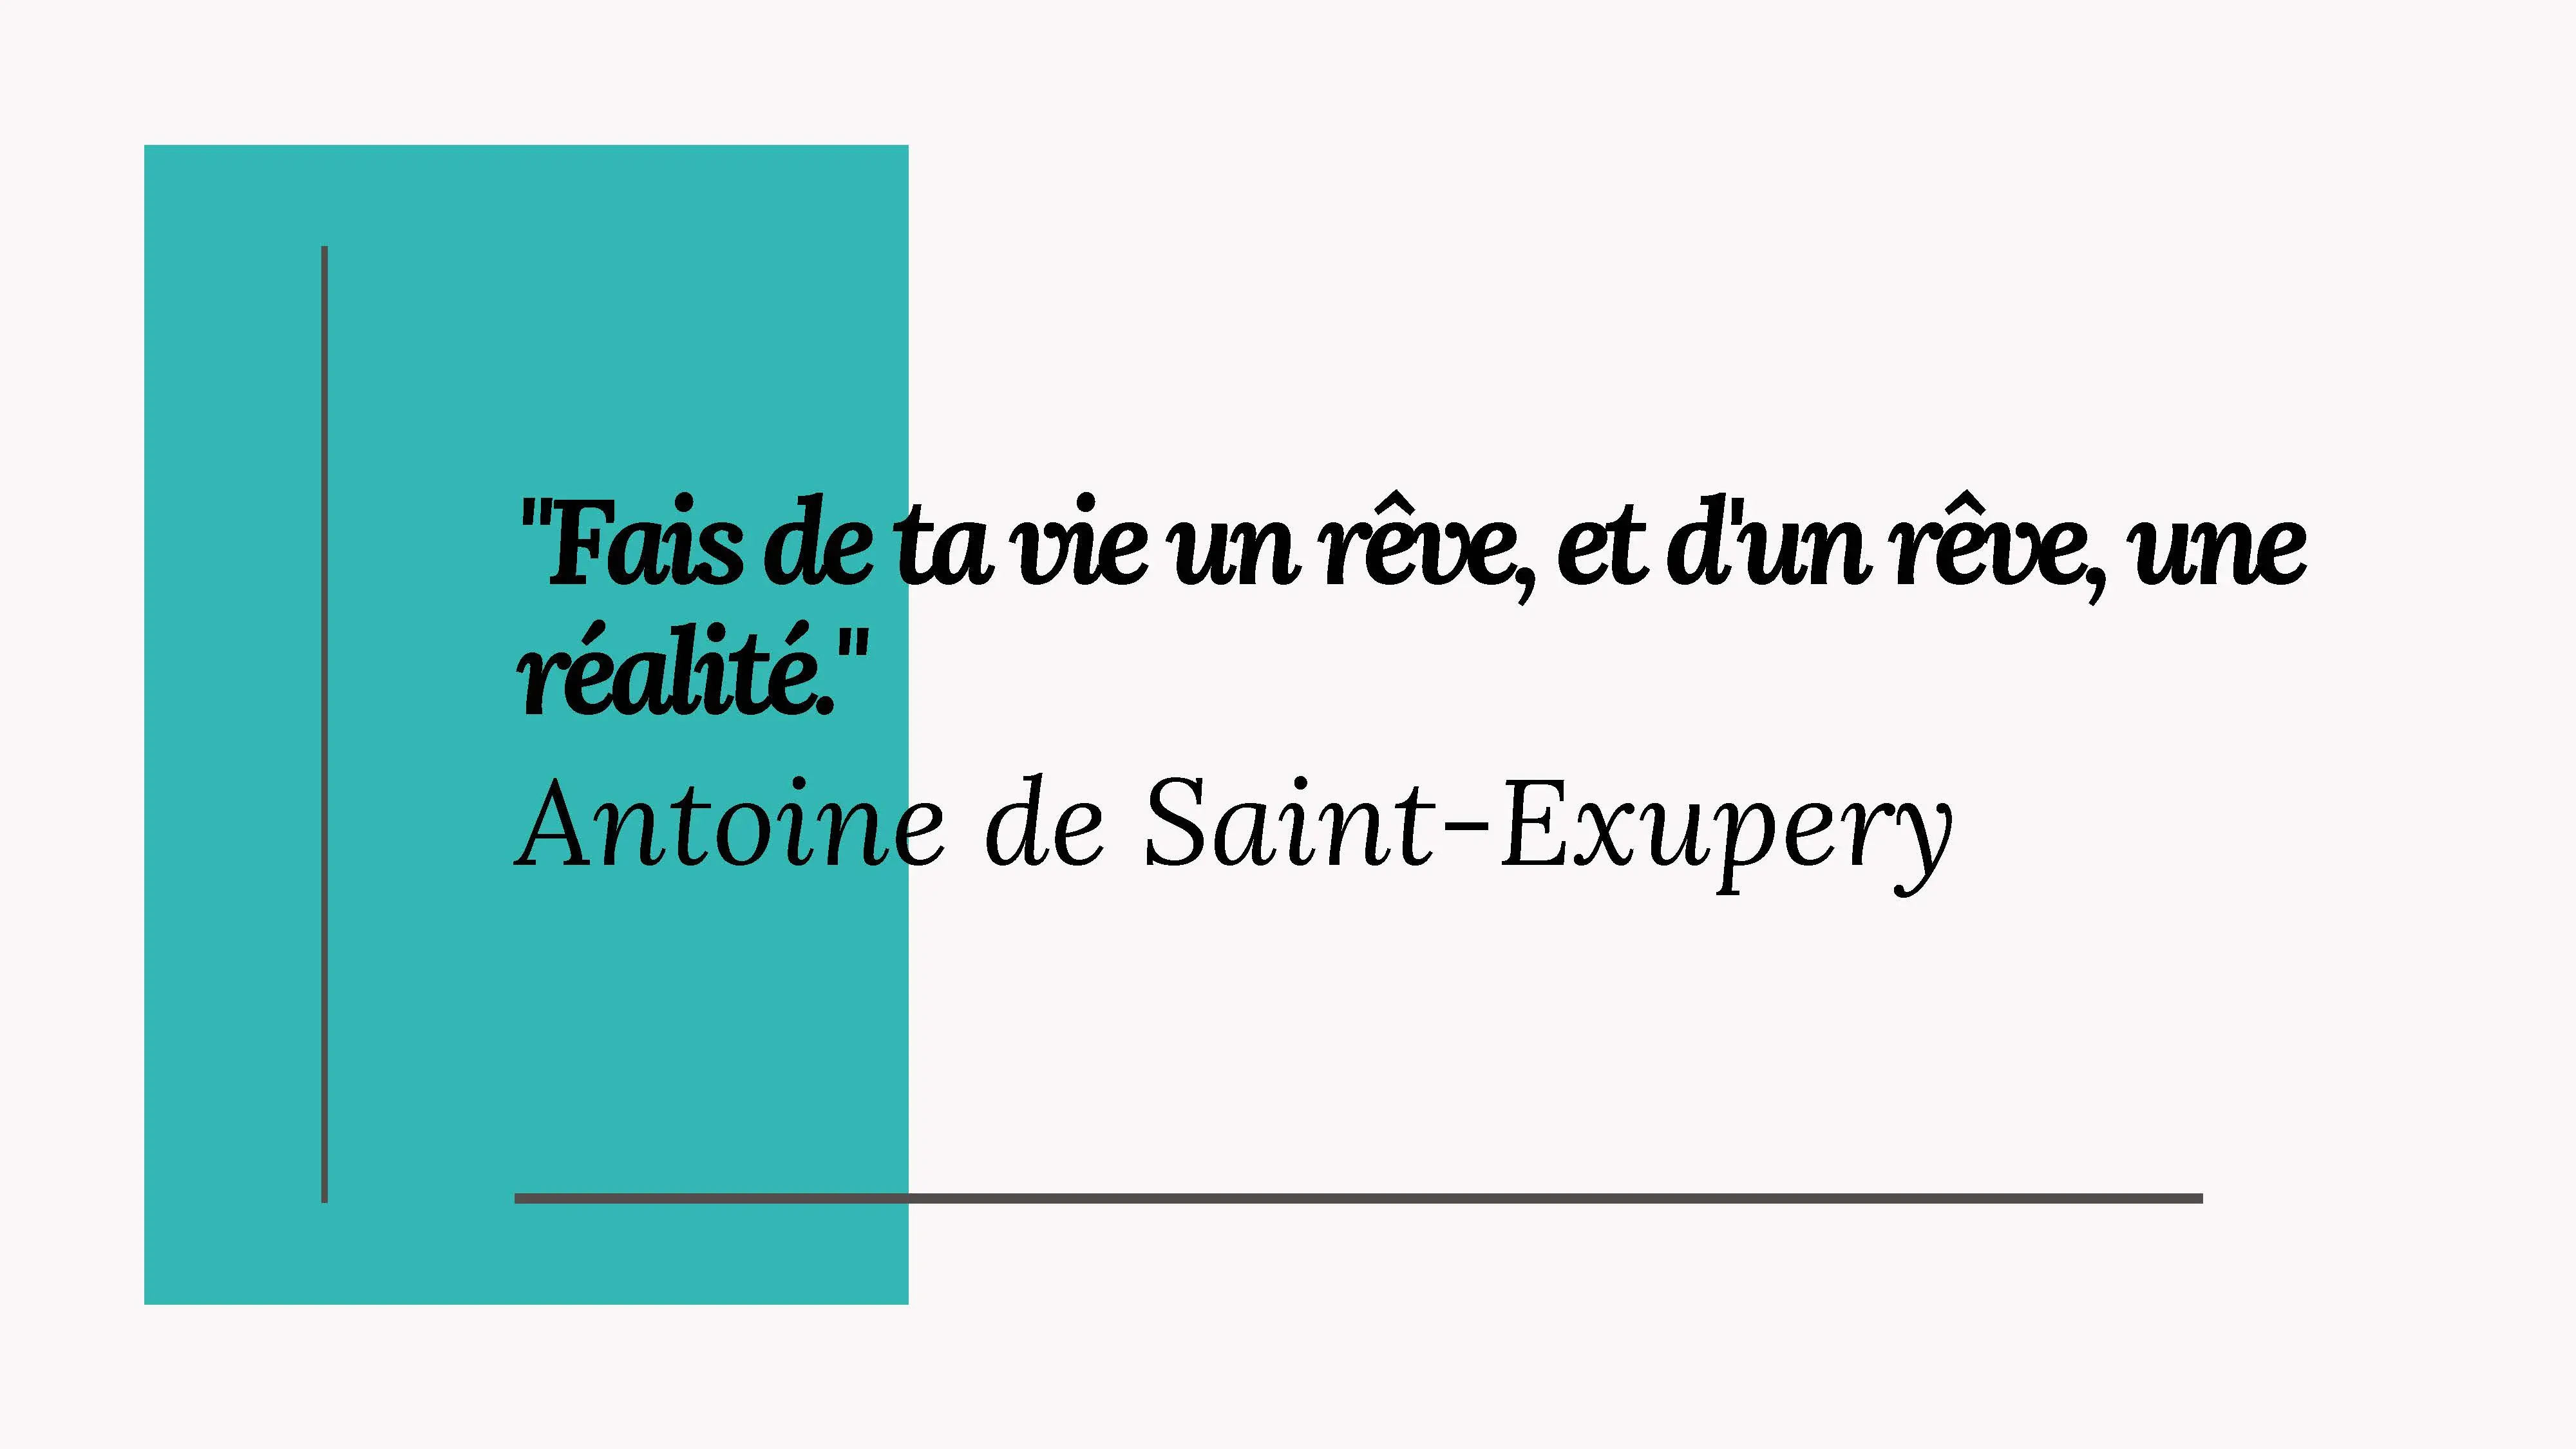 "Fais de ta vie un rêve, et d'un rêve, une
réalité."
Antoine de Saint-Exupery